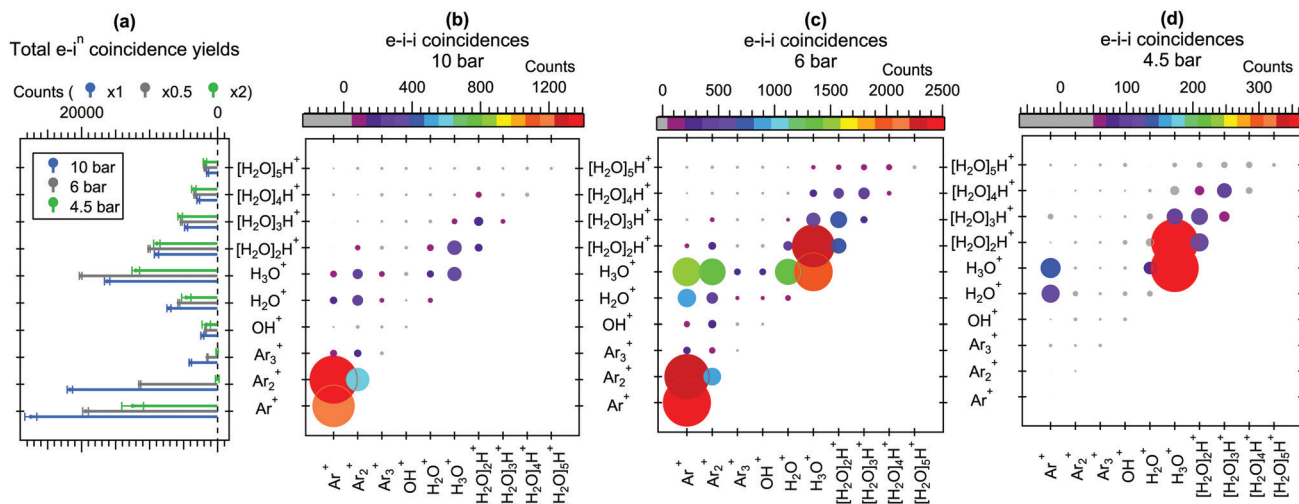 (a)
Total e-iⁿ coincidence yields
Counts ( x1 x0.5 x2)
20000 0
10 bar
6 bar
4.5 bar
[H₂O]₅H⁺
[H₂O]₄H⁺
[H₂O]₃H⁺
[H₂O]₂H⁺
H₃O⁺
H₂O⁺
OH⁺
Ar₃⁺
Ar₂⁺
Ar⁺
(b)
e-i-i coincidences
10 bar
Counts
0 400 800 1200
Ar⁺
Ar₂⁺
Ar₃⁺
OH⁺
H₂O⁺
H₃O⁺
[H₂O]₂H⁺
[H₂O]₃H⁺
[H₂O]₄H⁺
[H₂O]₅H⁺
(c)
e-i-i coincidences
6 bar
Counts
0 500 1000 1500 2000 2500
[H₂O]₅H⁺
[H₂O]₄H⁺
[H₂O]₃H⁺
[H₂O]₂H⁺
H₃O⁺
H₂O⁺
OH⁺
Ar₃⁺
Ar₂⁺
Ar⁺
Ar⁺
Ar₂⁺
Ar₃⁺
OH⁺
H₂O⁺
H₃O⁺
[H₂O]₂H⁺
[H₂O]₃H⁺
[H₂O]₄H⁺
[H₂O]₅H⁺
(d)
e-i-i coincidences
4.5 bar
Counts
0 100 200 300
[H₂O]₅H⁺
[H₂O]₄H⁺
[H₂O]₃H⁺
[H₂O]₂H⁺
H₃O⁺
H₂O⁺
OH⁺
Ar₃⁺
Ar₂⁺
Ar⁺
Ar⁺
Ar₂⁺
Ar₃⁺
OH⁺
H₂O⁺
H₃O⁺
[H₂O]₂H⁺
[H₂O]₃H⁺
[H₂O]₄H⁺
[H₂O]₅H⁺